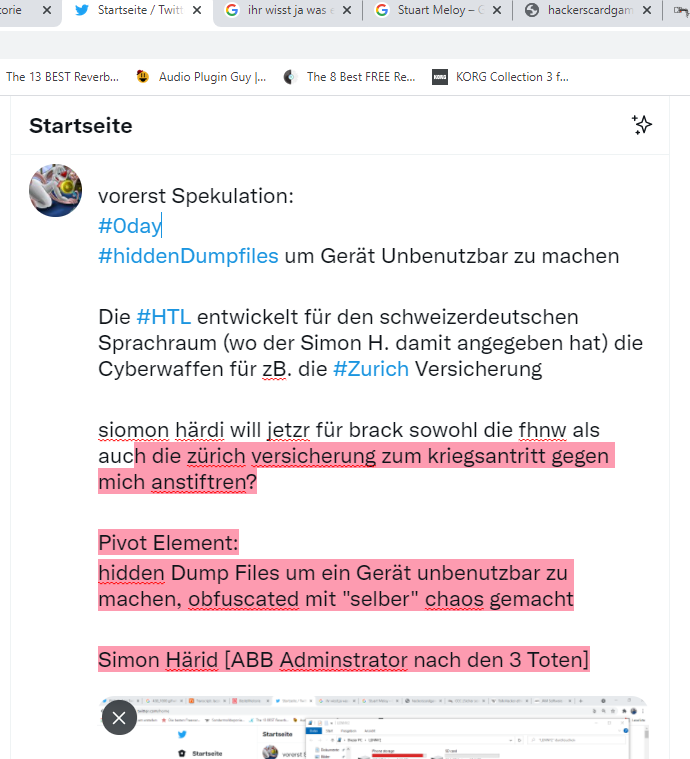 torie
Startseite / Twitt
ihr wisst ja was
Stuart Meloy – G
hackerscardgam
The 13 BEST Reverb...
Audio Plugin Guy |...
The 8 Best FREE Re...
KORG
KORG Collection 3 f...
Startseite
vorerst Spekulation:
#0day
#hiddenDumpfiles um Gerät Unbenutzbar zu machen
Die #HTL entwickelt für den schweizerdeutschen
Sprachraum (wo der Simon H. damit angegeben hat) die
Cyberwaffen für zB. die #Zurich Versicherung
siomon härdi will jetzr für brack sowohl die fhnw als
auch die zürich versicherung zum kriegsantritt gegen
mich anstiftren?
Pivot Element:
hidden Dump Files um ein Gerät unbenutzbar zu
machen, obfuscated mit "selber" chaos gemacht
Simon Härid [ABB Adminstrator nach den 3 Toten]
Startseite
Startseite
vorerst S